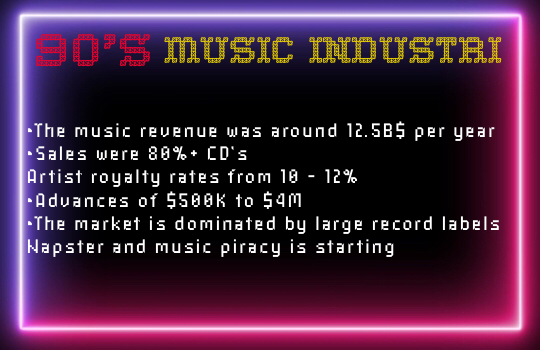 90'S MUSIC INDUSTRI
•The music revenue was around 12.5B$ per year
•Sales were 80%+ CD's
Artist royalty rates from 10 - 12%
•Advances of $500K to $4M
•The market is dominated by large record labels
Napster and music piracy is starting